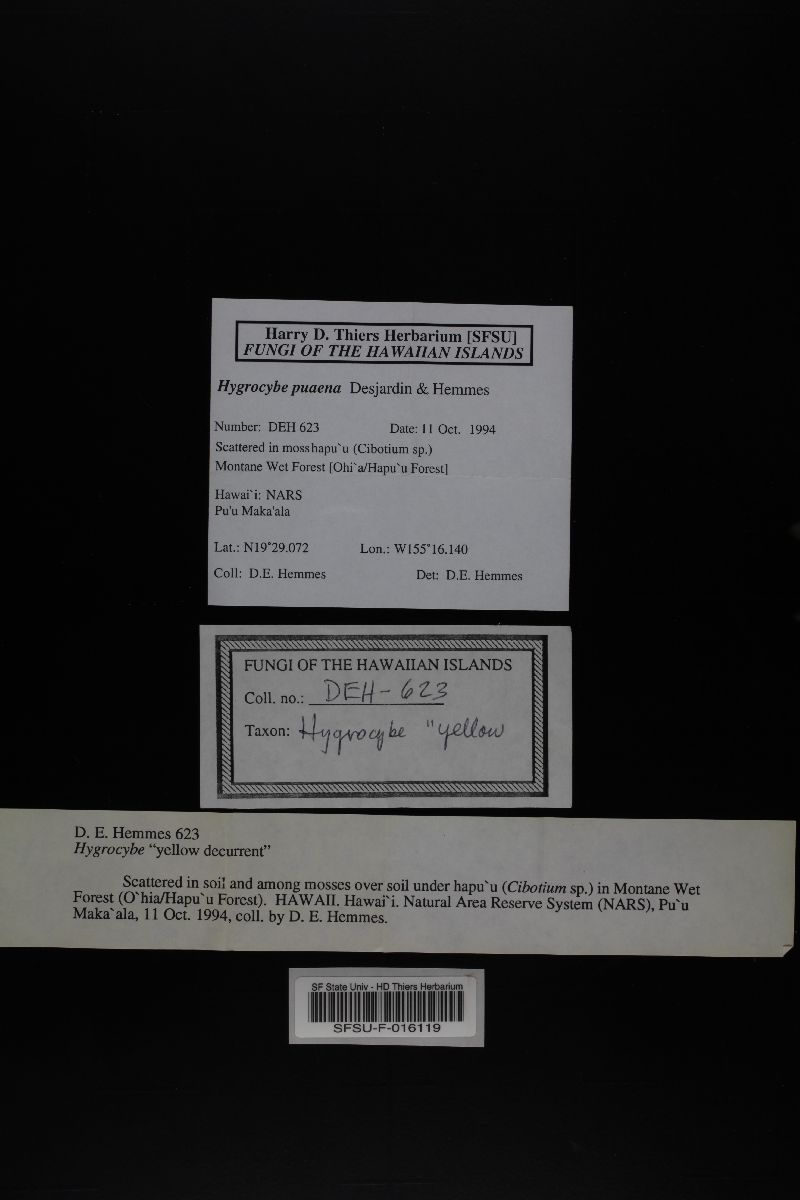 Harry D. Thiers Herbarium [SFSU]
FUNGI OF THE HAWAIIAN ISLANDS
Hygrocybe puaena Desjardin & Hemmes
Number: DEH 623 Date: 11 Oct. 1994
Scattered in mosshapu`u (Cibotium sp.)
Montane Wet Forest [Ohi`a/Hapu`u Forest]
Hawai`i: NARS
Pu'u Maka'ala
Lat.: N19°29.072 Lon.: W155°16.140
Coll: D.E. Hemmes Det: D.E. Hemmes
FUNGI OF THE HAWAIIAN ISLANDS
Coll. no.: DEH-623
Taxon: Hygrocybe "yellow
D. E. Hemmes 623
Hygrocybe “yellow decurrent”
Scattered in soil and among mosses over soil under hapu`u (Cibotium sp.) in Montane Wet
Forest (O`hia/Hapu`u Forest). HAWAII. Hawai`i. Natural Area Reserve System (NARS), Pu`u
Maka`ala, 11 Oct. 1994, coll. by D. E. Hemmes.
SF State Univ - HD Thiers Herbarium
SFSU-F-016119